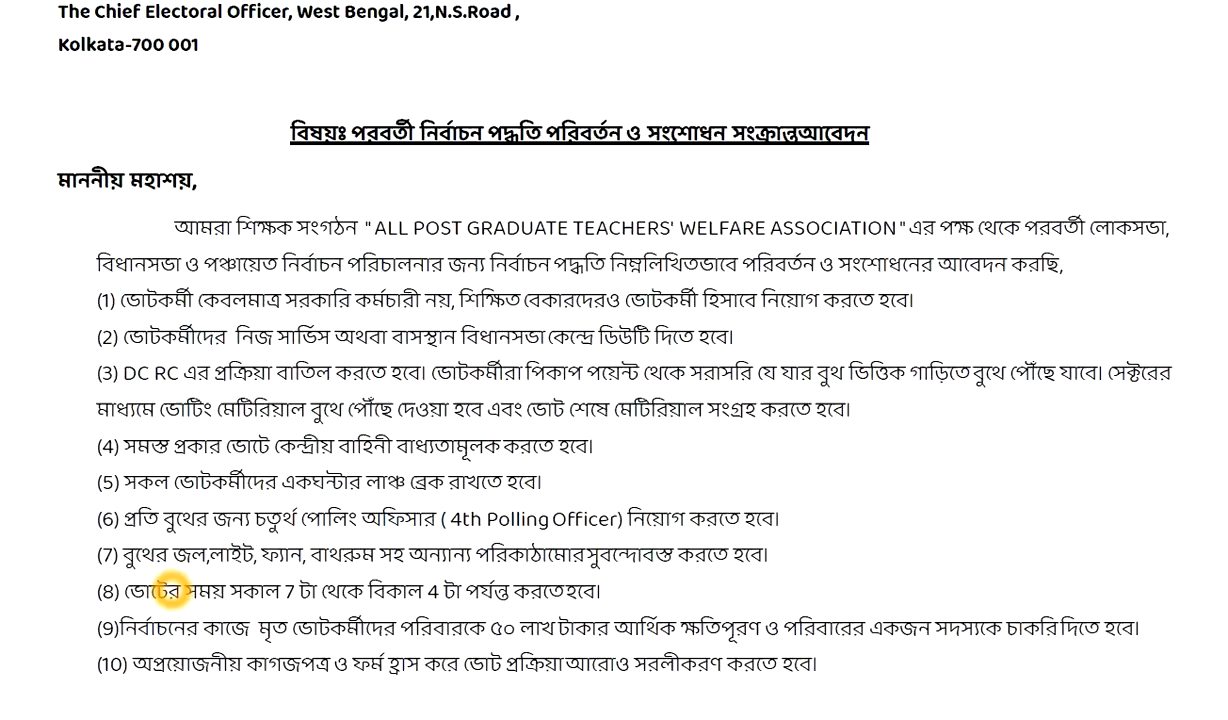 The Chief Electoral Officer, West Bengal, 21,N.S.Road ,
Kolkata-700 001
বিষয়ঃ পরবর্তী নির্বাচন পদ্ধতি পরিবর্তন ও সংশোধন সংক্রান্তআবেদন
মাননীয় মহাশয়,
আমরা শিক্ষক সংগঠন "ALL POST GRADUATE TEACHERS' WELFARE ASSOCIATION"এর পক্ষ থেকে পরবর্তী লোকসভা,
বিধানসভা ও পঞ্চায়েত নির্বাচন পরিচালনার জন্য নির্বাচন পদ্ধতি নিম্নলিখিতভাবে পরিবর্তন ও সংশোধনের আবেদন করছি,
(1) ভোটকর্মী কেবলমাত্র সরকারি কর্মচারী নয়, শিক্ষিত বেকারদেরও ভোটকর্মী হিসাবে নিয়োগ করতে হবে।
(2) ভোটকর্মীদের নিজ সার্ভিস অথবা বাসস্থান বিধানসভা কেন্দ্রে ডিউটি দিতে হবে।
(3) DC RC এর প্রক্রিয়া বাতিল করতে হবে। ভোটকর্মীরা পিকাপ পয়েন্ট থেকে সরাসরি যে যার বুথ ভিত্তিক গাড়িতে বুথে পৌঁছে যাবে। সেক্টরের
মাধ্যমে ভোটিং মেটিরিয়াল বুথে পৌঁছে দেওয়া হবে এবং ভোট শেষে মেটিরিয়াল সংগ্রহ করতে হবে।
(4) সমস্ত প্রকার ভোটে কেন্দ্রীয় বাহিনী বাধ্যতামূলক করতে হবে।
(5) সকল ভোটকর্মীদের একঘন্টার লাঞ্চ ব্রেক রাখতে হবে।
(6) প্রতি বুথের জন্য চতুর্থ পোলিং অফিসার ( 4th Polling Officer) নিয়োগ করতে হবে।
(7) বুথের জল,লাইট, ফ্যান, বাথরুম সহ অন্যান্য পরিকাঠামোর সুবন্দোবস্ত করতে হবে।
(8) ভোটের সময় সকাল 7 টা থেকে বিকাল 4 টা পর্যন্ত করতে হবে।
(9)নির্বাচনের কাজে মৃত ভোটকর্মীদের পরিবারকে ৫০ লাখ টাকার আর্থিক ক্ষতিপূরণ ও পরিবারের একজন সদস্যকে চাকরি দিতে হবে।
(10) অপ্রয়োজনীয় কাগজপত্র ও ফর্ম হ্রাস করে ভোট প্রক্রিয়া আরোও সরলীকরণ করতে হবে।